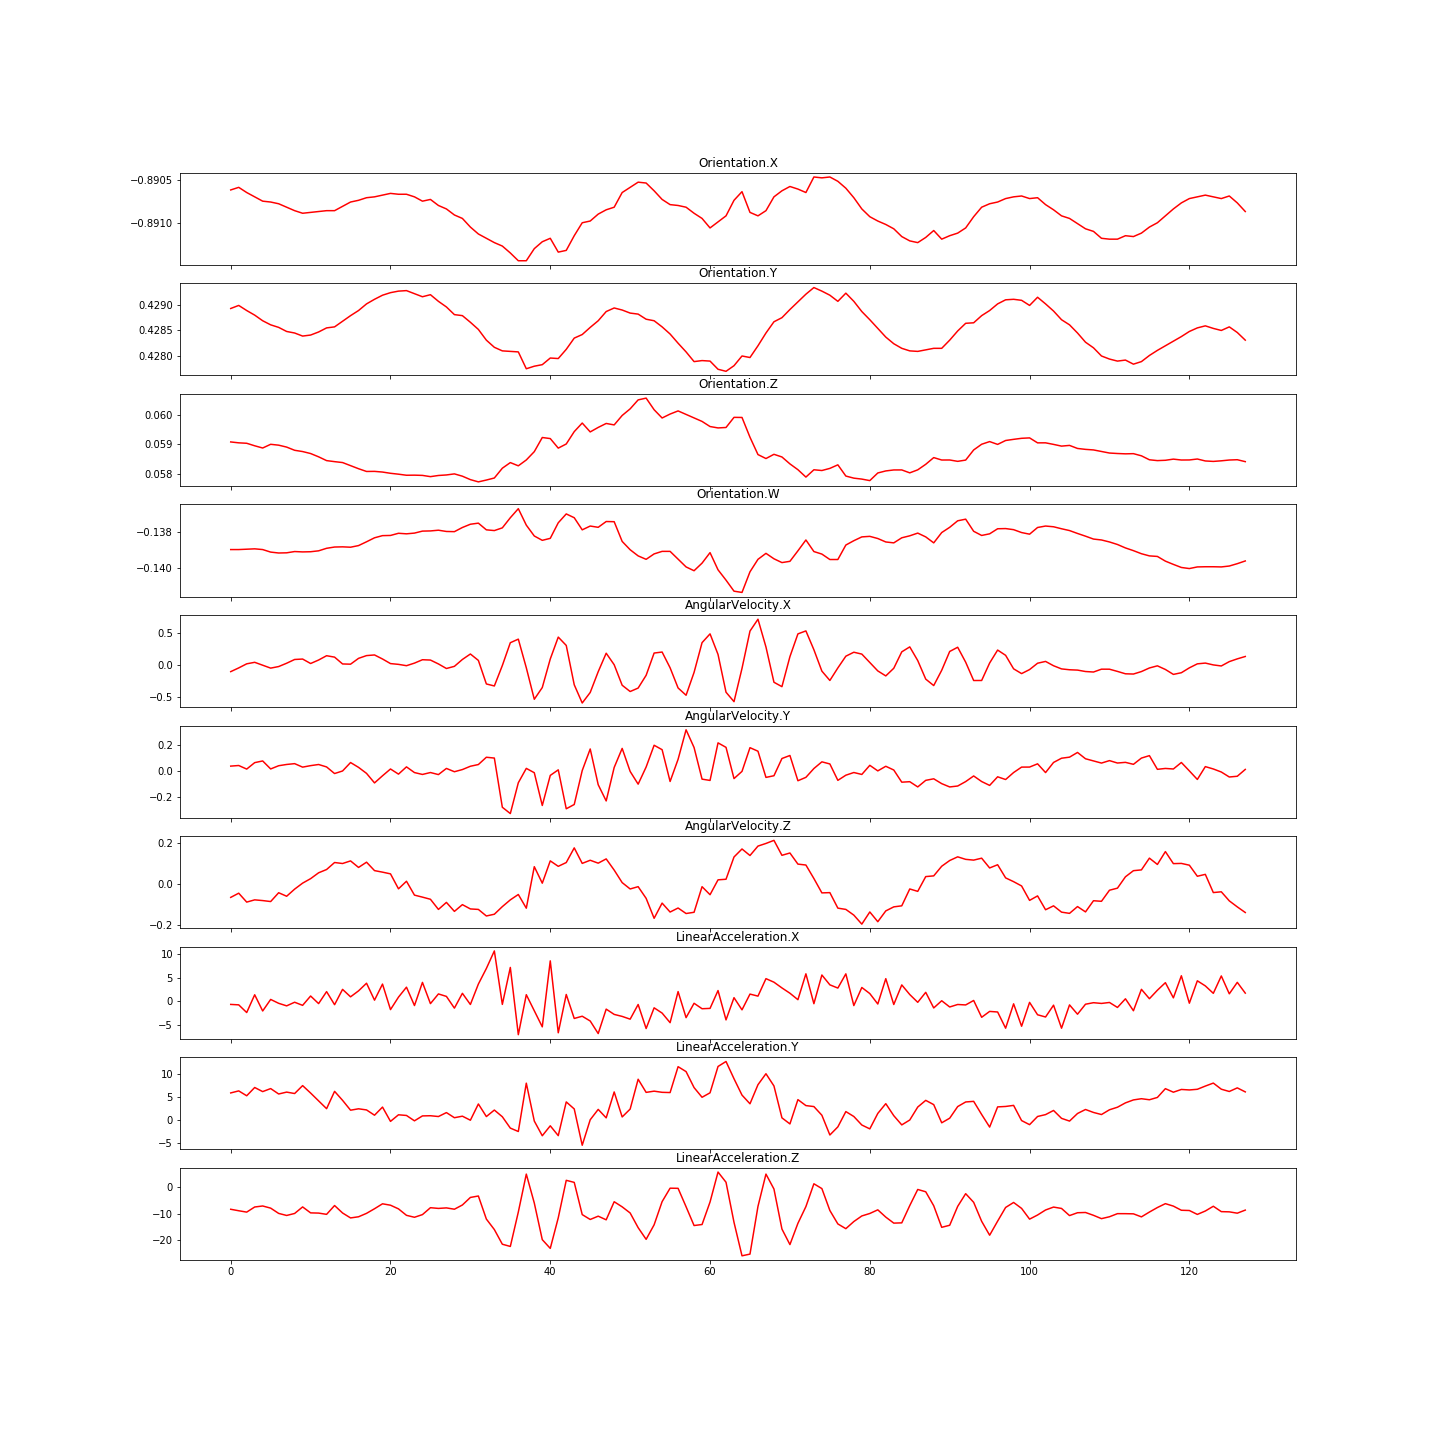 Orientation.X
−0.8905
−0.8910
Orientation.Y
0.4290
0.4285
0.4280
Orientation.Z
0.060
0.059
0.058
Orientation.W
−0.138
−0.140
AngularVelocity.X
0.5
0.0
−0.5
AngularVelocity.Y
0.2
0.0
−0.2
AngularVelocity.Z
0.2
0.0
−0.2
LinearAcceleration.X
10
5
0
−5
LinearAcceleration.Y
10
5
0
−5
LinearAcceleration.Z
0
−10
−20
0 20 40 60 80 100 120